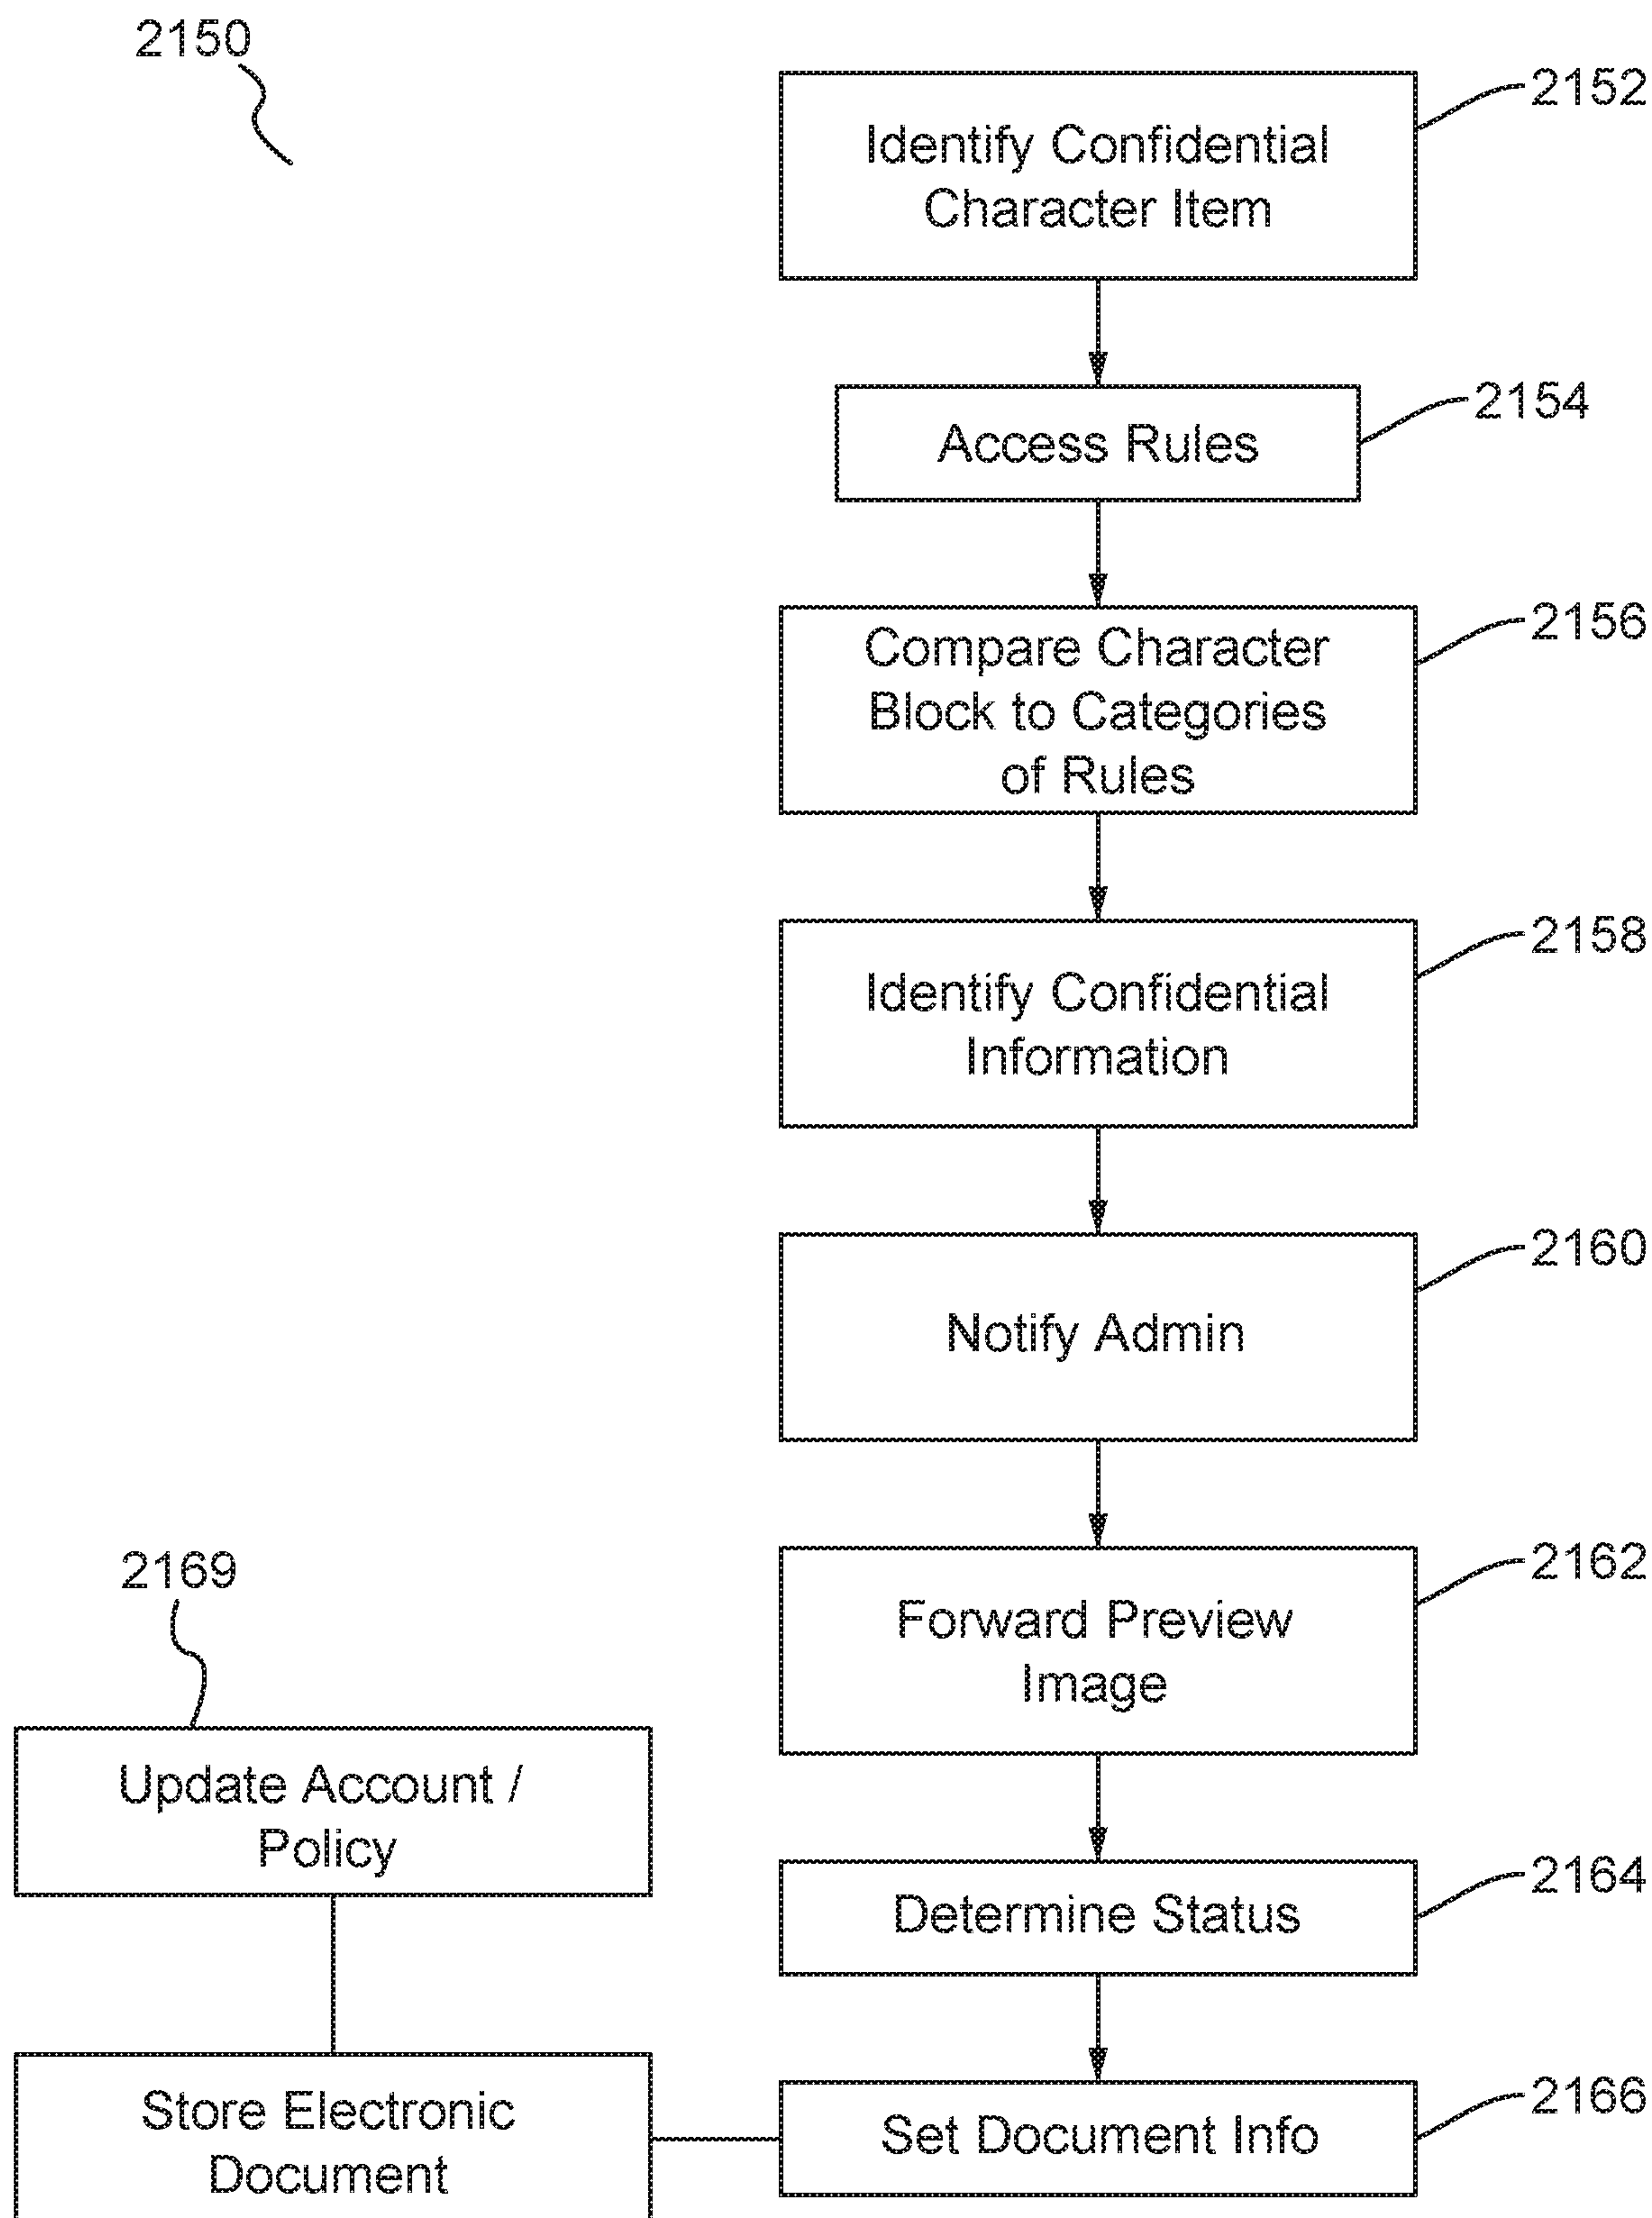 2150
2152
Identify Confidential
Character Item
2154
Access Rules
2156
Compare Character
Block to Categories
of Rules
2158
Identify Confidential
Information
2160
Notify Admin
2162
Forward Preview
Image
2169
Update Account /
Policy
2164
Determine Status
2166
Set Document Info
Store Electronic
Document